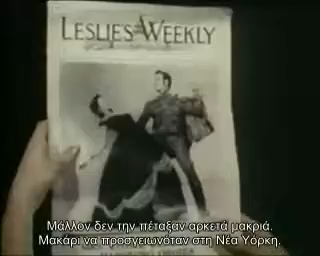 LESLIE'S WEEKLY
Μάλλον δεν την πέταξαν αρκετά μακριά.
Μακάρι να προσγειωνόταν στη Νέα Υόρκη.